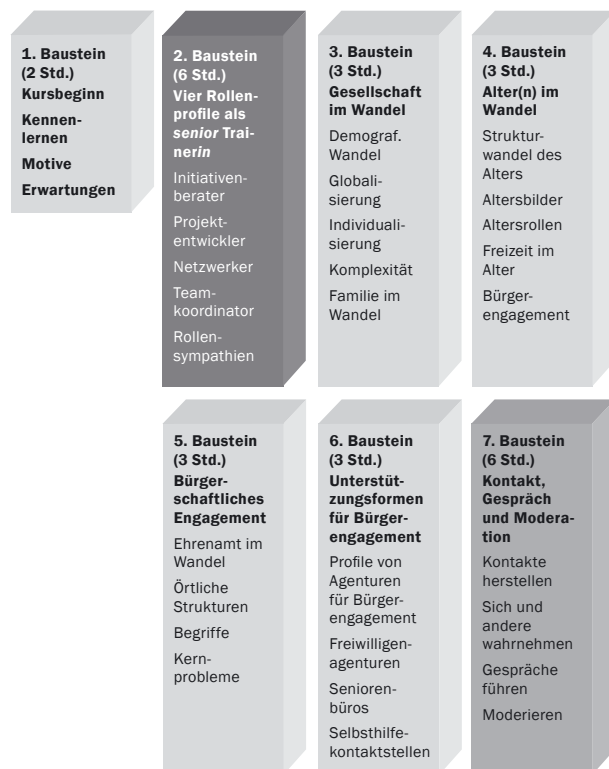 1. Baustein
(2 Std.)
Kursbeginn
Kennen-
lernen
Motive
Erwartungen
2. Baustein
(6 Std.)
Vier Rollen-
profile als
senior Trai-
nerin
Initiativen-
berater
Projekt-
entwickler
Netzwerker
Team-
koordinator
Rollen-
sympathien
3. Baustein
(3 Std.)
Gesellschaft
im Wandel
Demograf.
Wandel
Globali-
sierung
Individuali-
sierung
Komplexität
Familie im
Wandel
4. Baustein
(3 Std.)
Alter(n) im
Wandel
Struktur-
wandel des
Alters
Altersbilder
Altersrollen
Freizeit im
Alter
Bürger-
engagement
5. Baustein
(3 Std.)
Bürger-
schaftliches
Engagement
Ehrenamt im
Wandel
Örtliche
Strukturen
Begriffe
Kern-
probleme
6. Baustein
(3 Std.)
Unterstüt-
zungsformen
für Bürger-
engagement
Profile von
Agenturen
für Bürger-
engagement
Freiwilligen-
agenturen
Senioren-
büros
Selbsthilfe-
kontaktstellen
7. Baustein
(6 Std.)
Kontakt,
Gespräch
und Modera-
tion
Kontakte
herstellen
Sich und
andere
wahrnehmen
Gespräche
führen
Moderieren